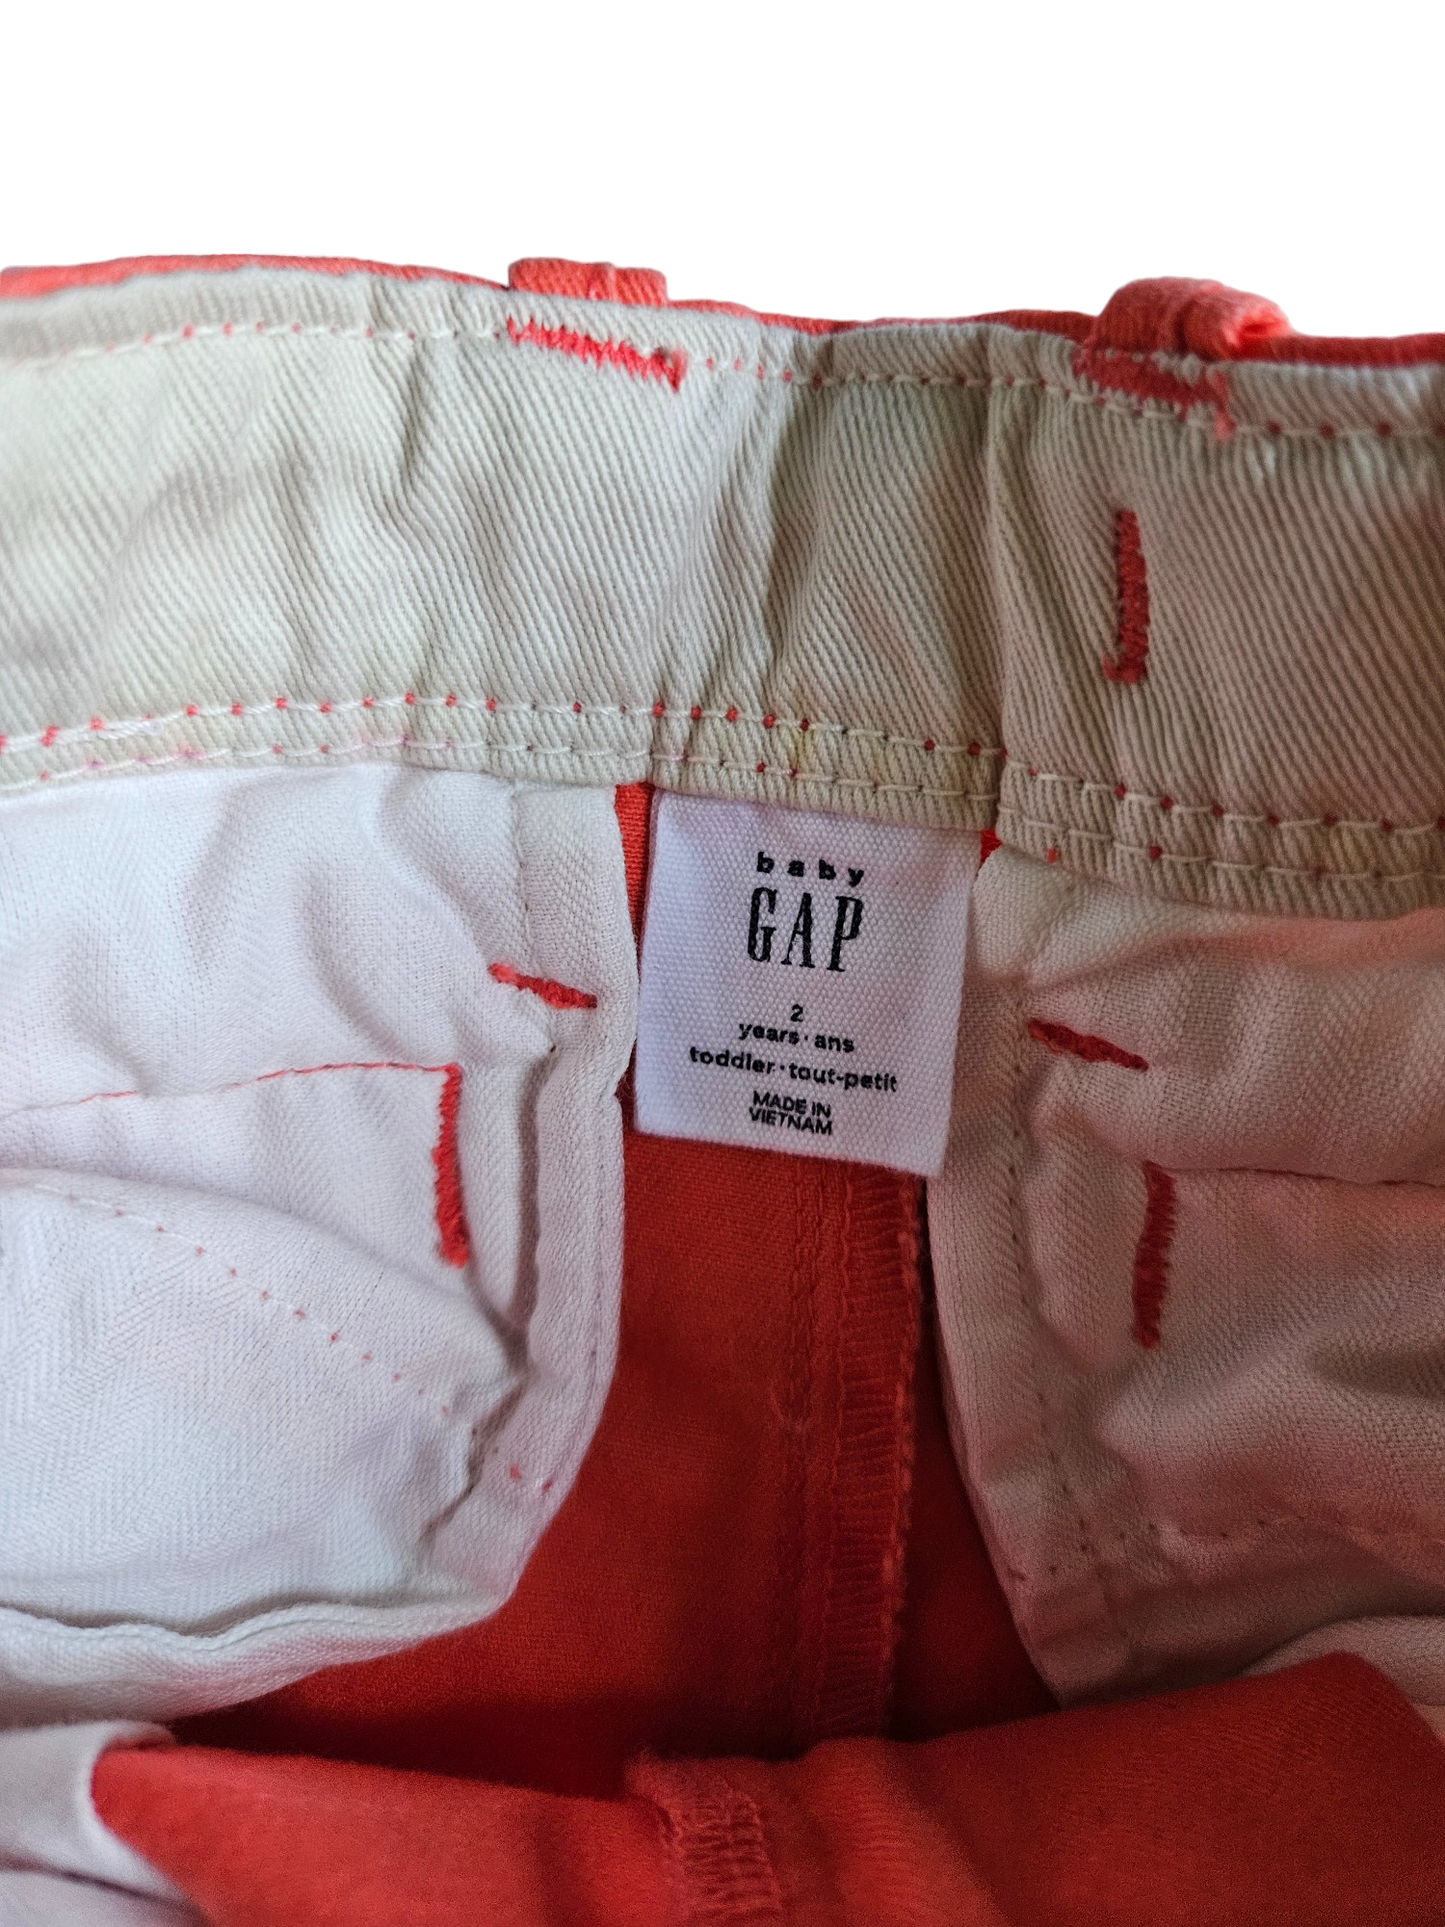 baby
GAP
2
years·ans
toddler·tout-petit
MADE IN
VIETNAM